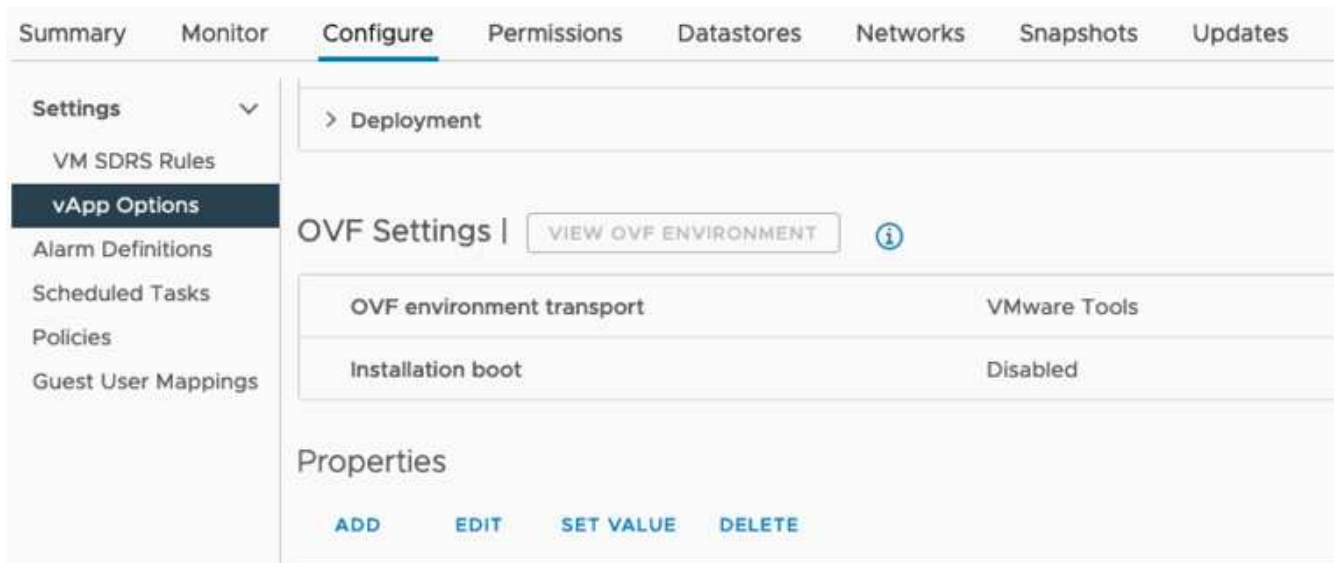 Summary Monitor Configure Permissions Datastores Networks Snapshots Updates
Settings
VM SDRS Rules
vApp Options
Alarm Definitions
Scheduled Tasks
Policies
Guest User Mappings
> Deployment
OVF Settings | VIEW OVF ENVIRONMENT
OVF environment transport VMware Tools
Installation boot Disabled
Properties
ADD EDIT SET VALUE DELETE